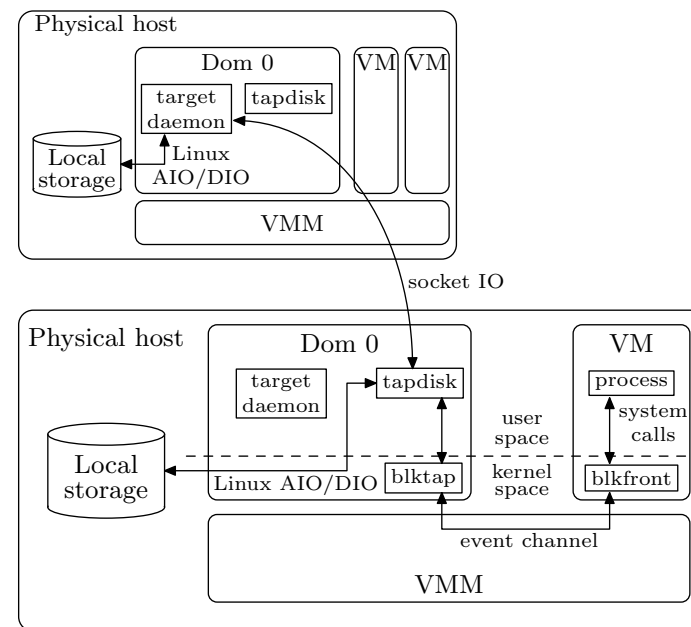 Physical host
Dom 0
VM
VM
target
daemon
tapdisk
Local
storage
Linux
AIO/DIO
VMM
socket IO
Physical host
Dom 0
VM
target
daemon
tapdisk
process
user
space
system
calls
Local
storage
Linux AIO/DIO
blktap
kernel
space
blkfront
event channel
VMM